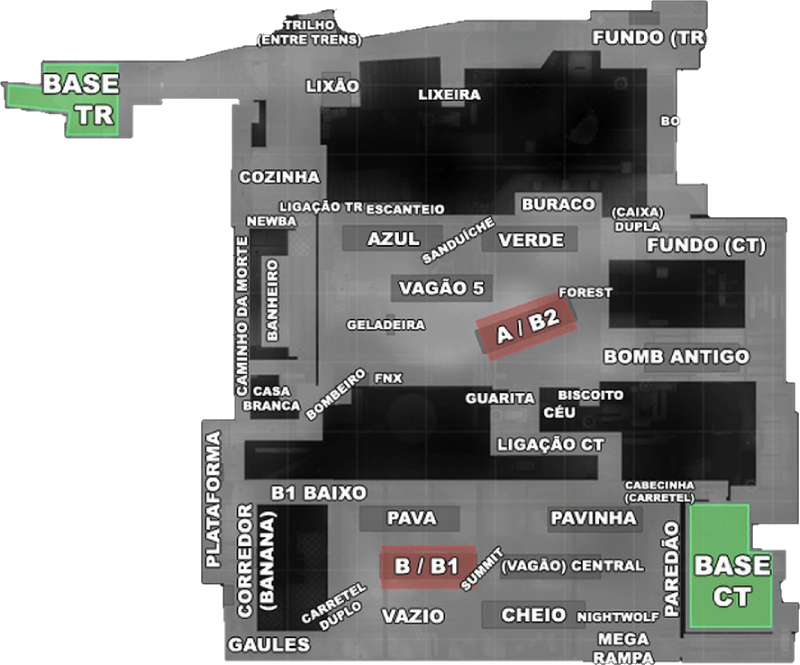 TRILHO
(ENTRE TRENS)
FUNDO (TR
BASE
TR
LIXÃO
LIXEIRA
BO
COZINHA
LIGAÇÃO TR
ESCANTEIO
BURACO
(CAIXA)
DUPLA
NEWBA
AZUL
SANDUÍCHE
VERDE
FUNDO (CT)
CAMINHO DA MORTE
BANHEIRO
VAGÃO 5
FOREST
GELADEIRA
A / B2
BOMB ANTIGO
CASA
BRANCA
BOMBEIRO
FNX
GUARITA
BISCOITO
CÉU
LIGAÇÃO CT
PLATAFORMA
B1 BAIXO
CABECINHA
(CARRETEL)
CORREDOR
(BANANA)
PAVA
PAVINHA
PAREDÃO
BASE
CT
B / B1
SUMMIT
(VAGÃO) CENTRAL
CARRETEL
DUPLO
VAZIO
CHEIO
NIGHTWOLF
GAULES
MEGA
RAMPA